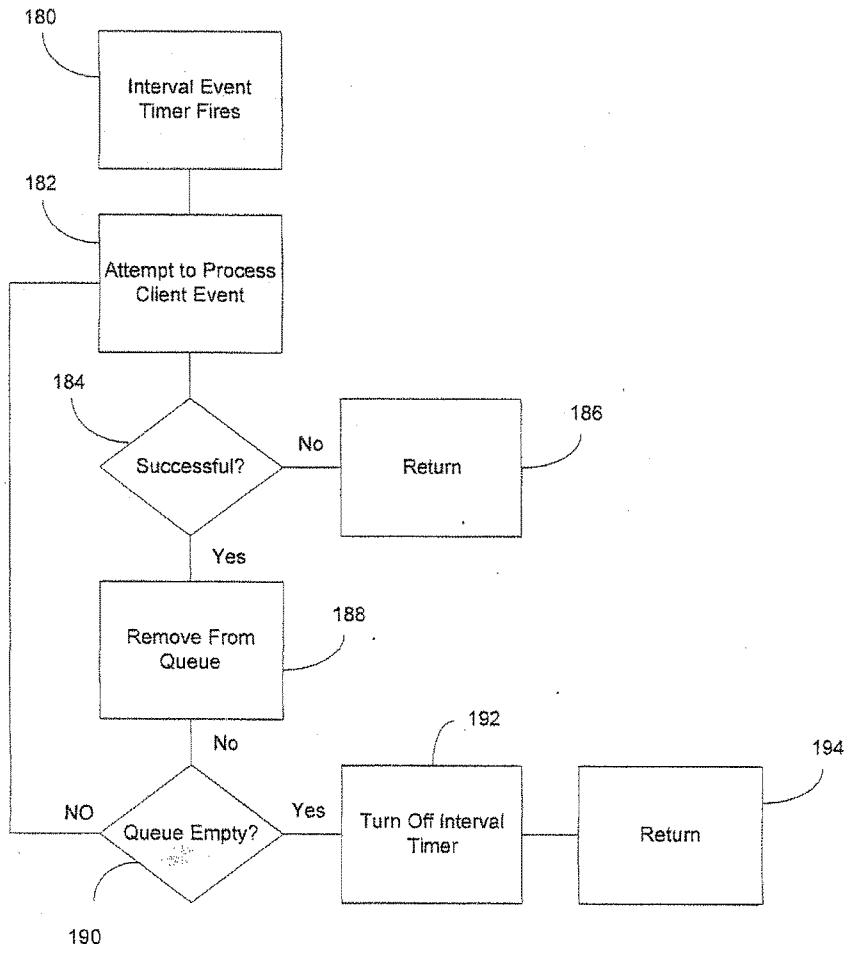 180
Interval Event
Timer Fires
182
Attempt to Process
Client Event
184
Successful?
No
Return
186
Yes
Remove From
Queue
188
No
192
NO
Queue Empty?
Yes
Turn Off Interval
Timer
Return
194
190